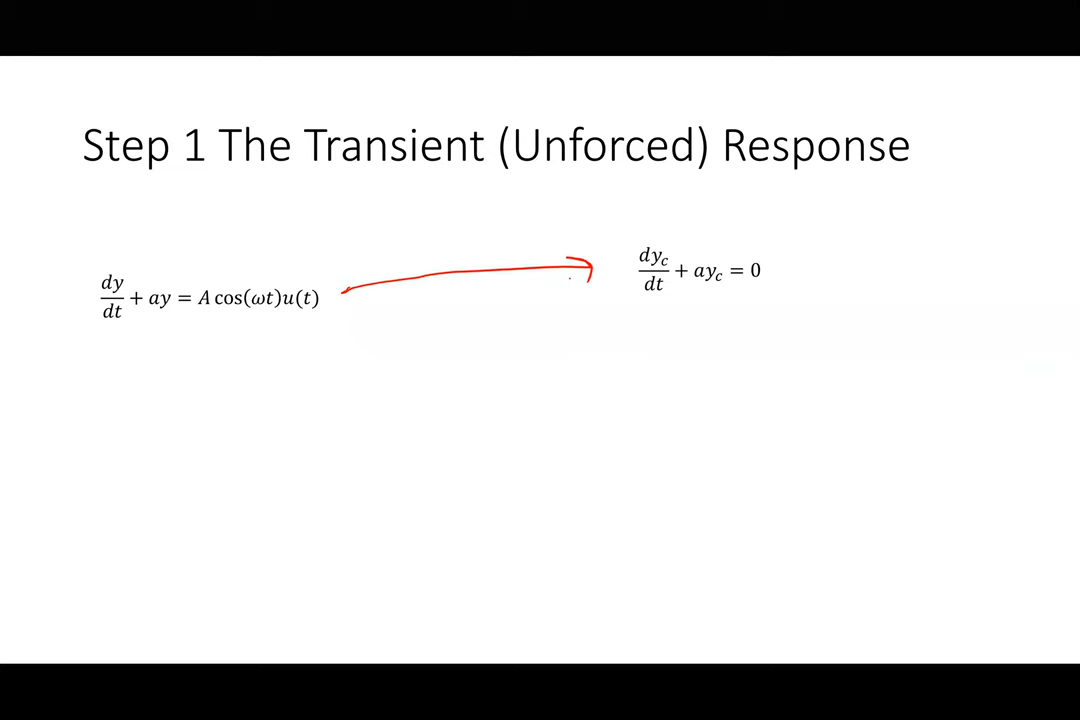 Step 1 The Transient (Unforced) Response
dy/dt + ay = A cos(ωt)u(t)
dy_c/dt + ay_c = 0